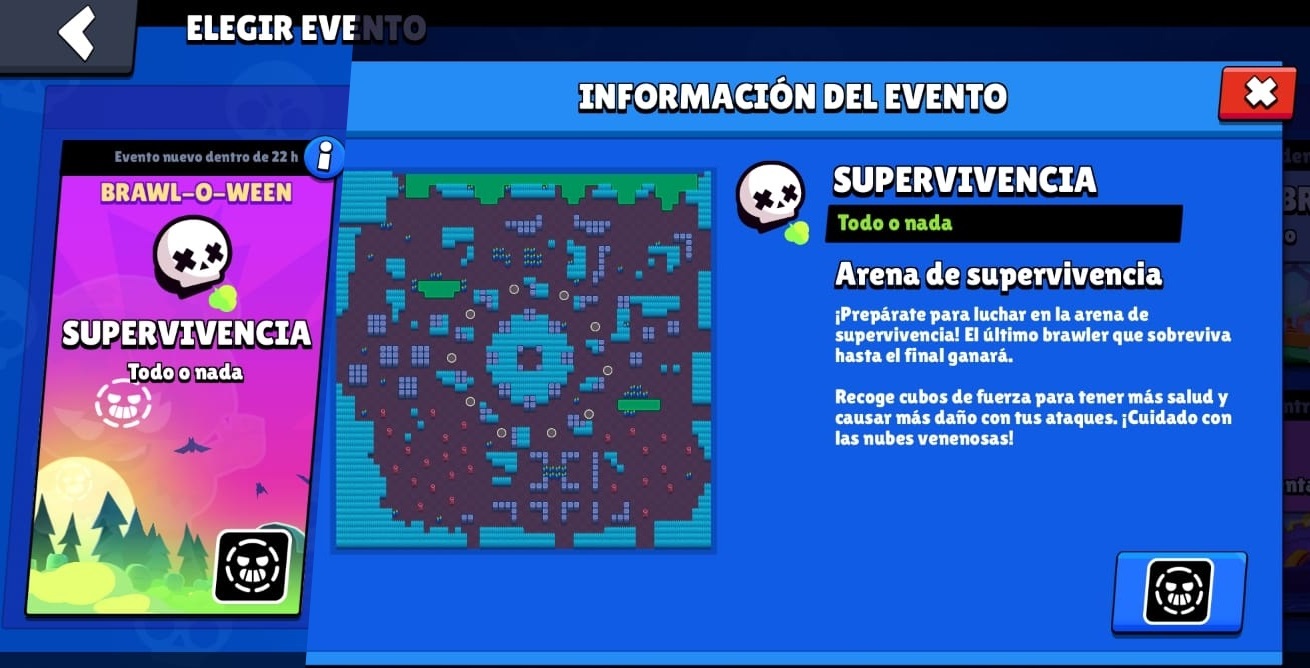 ELEGIR EVENTO
INFORMACIÓN DEL EVENTO
Evento nuevo dentro de 22 h
BRAWL-O-WEEN
SUPERVIVENCIA
Todo o nada
SUPERVIVENCIA
Todo o nada
Arena de supervivencia
¡Prepárate para luchar en la arena de
supervivencia! El último brawler que sobreviva
hasta el final ganará.
Recoge cubos de fuerza para tener más salud y
causar más daño con tus ataques. ¡Cuidado con
las nubes venenosas!